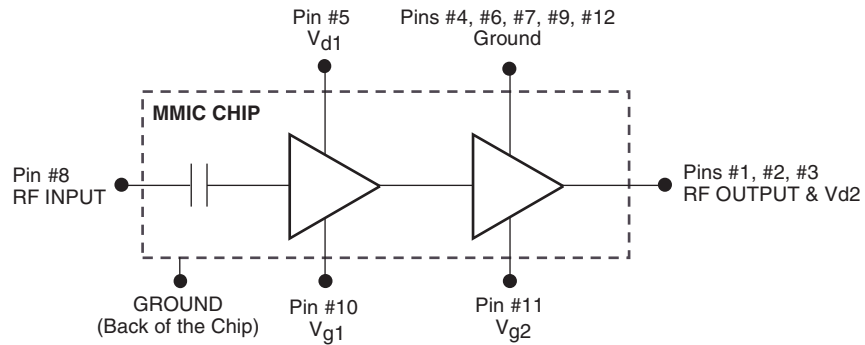 Pin #5
Vd1
Pins #4, #6, #7, #9, #12
Ground
MMIC CHIP
Pin #8
RF INPUT
Pins #1, #2, #3
RF OUTPUT & Vd2
GROUND
(Back of the Chip)
Pin #10
Vg1
Pin #11
Vg2